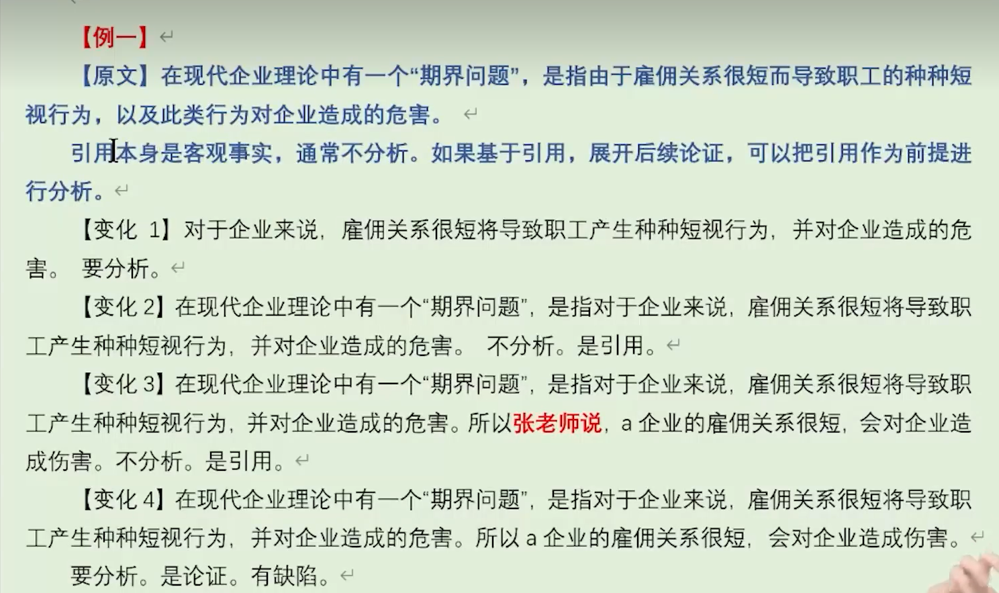 【例一】
【原文】在现代企业理论中有一个“期界问题”，是指由于雇佣关系很短而导致职工的种种短
视行为，以及此类行为对企业造成的危害。
引用本身是客观事实，通常不分析。如果基于引用，展开后续论证，可以把引用作为前提进
行分析。
【变化 1】对于企业来说，雇佣关系很短将导致职工产生种种短视行为，并对企业造成的危
害。 要分析。
【变化 2】在现代企业理论中有一个“期界问题”，是指对于企业来说，雇佣关系很短将导致职
工产生种种短视行为，并对企业造成的危害。 不分析。是引用。
【变化 3】在现代企业理论中有一个“期界问题”，是指对于企业来说，雇佣关系很短将导致职
工产生种种短视行为，并对企业造成的危害。所以张老师说，a 企业的雇佣关系很短，会对企业造
成伤害。不分析。是引用。
【变化 4】在现代企业理论中有一个“期界问题”，是指对于企业来说，雇佣关系很短将导致职
工产生种种短视行为，并对企业造成的危害。所以 a 企业的雇佣关系很短，会对企业造成伤害。
要分析。是论证。有缺陷。